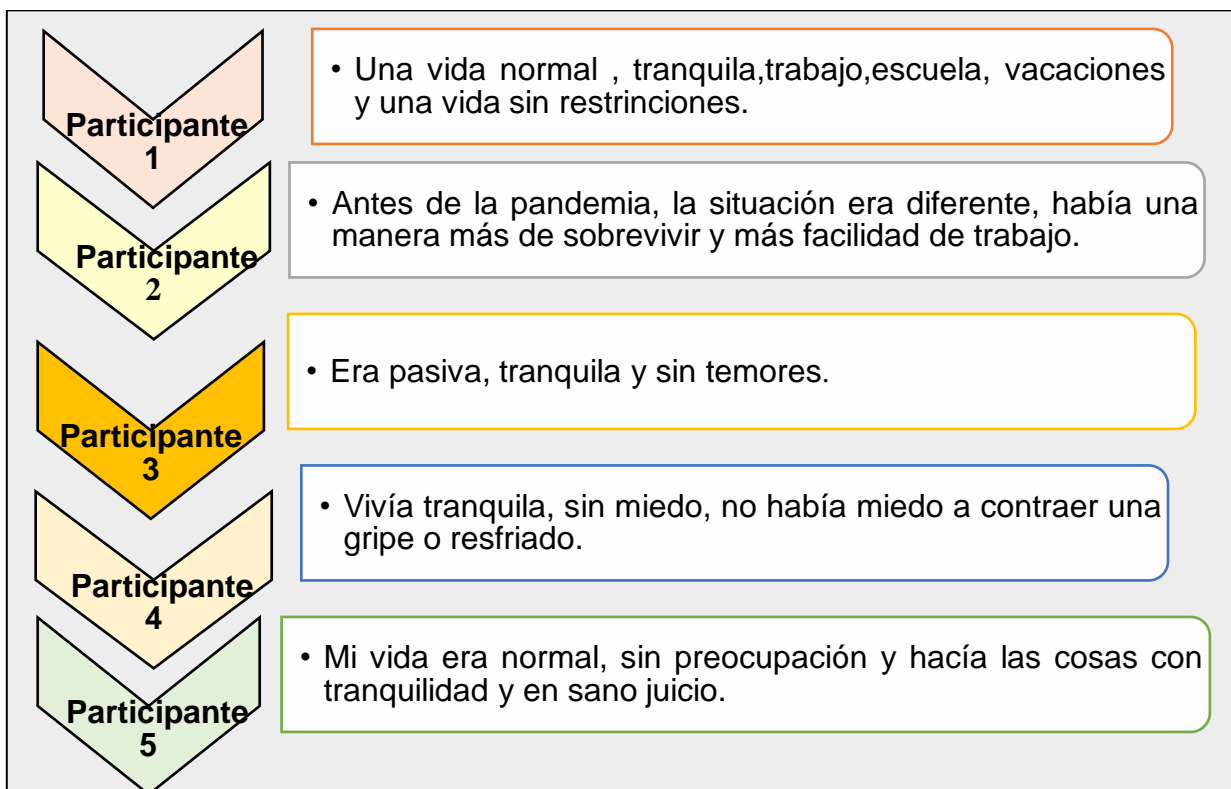 Participante
1
• Una vida normal , tranquila,trabajo,escuela, vacaciones
y una vida sin restrinciones.
Participante
2
• Antes de la pandemia, la situación era diferente, había una
manera más de sobrevivir y más facilidad de trabajo.
Participante
3
• Era pasiva, tranquila y sin temores.
Participante
4
• Vivía tranquila, sin miedo, no había miedo a contraer una
gripe o resfriado.
Participante
5
• Mi vida era normal, sin preocupación y hacía las cosas con
tranquilidad y en sano juicio.